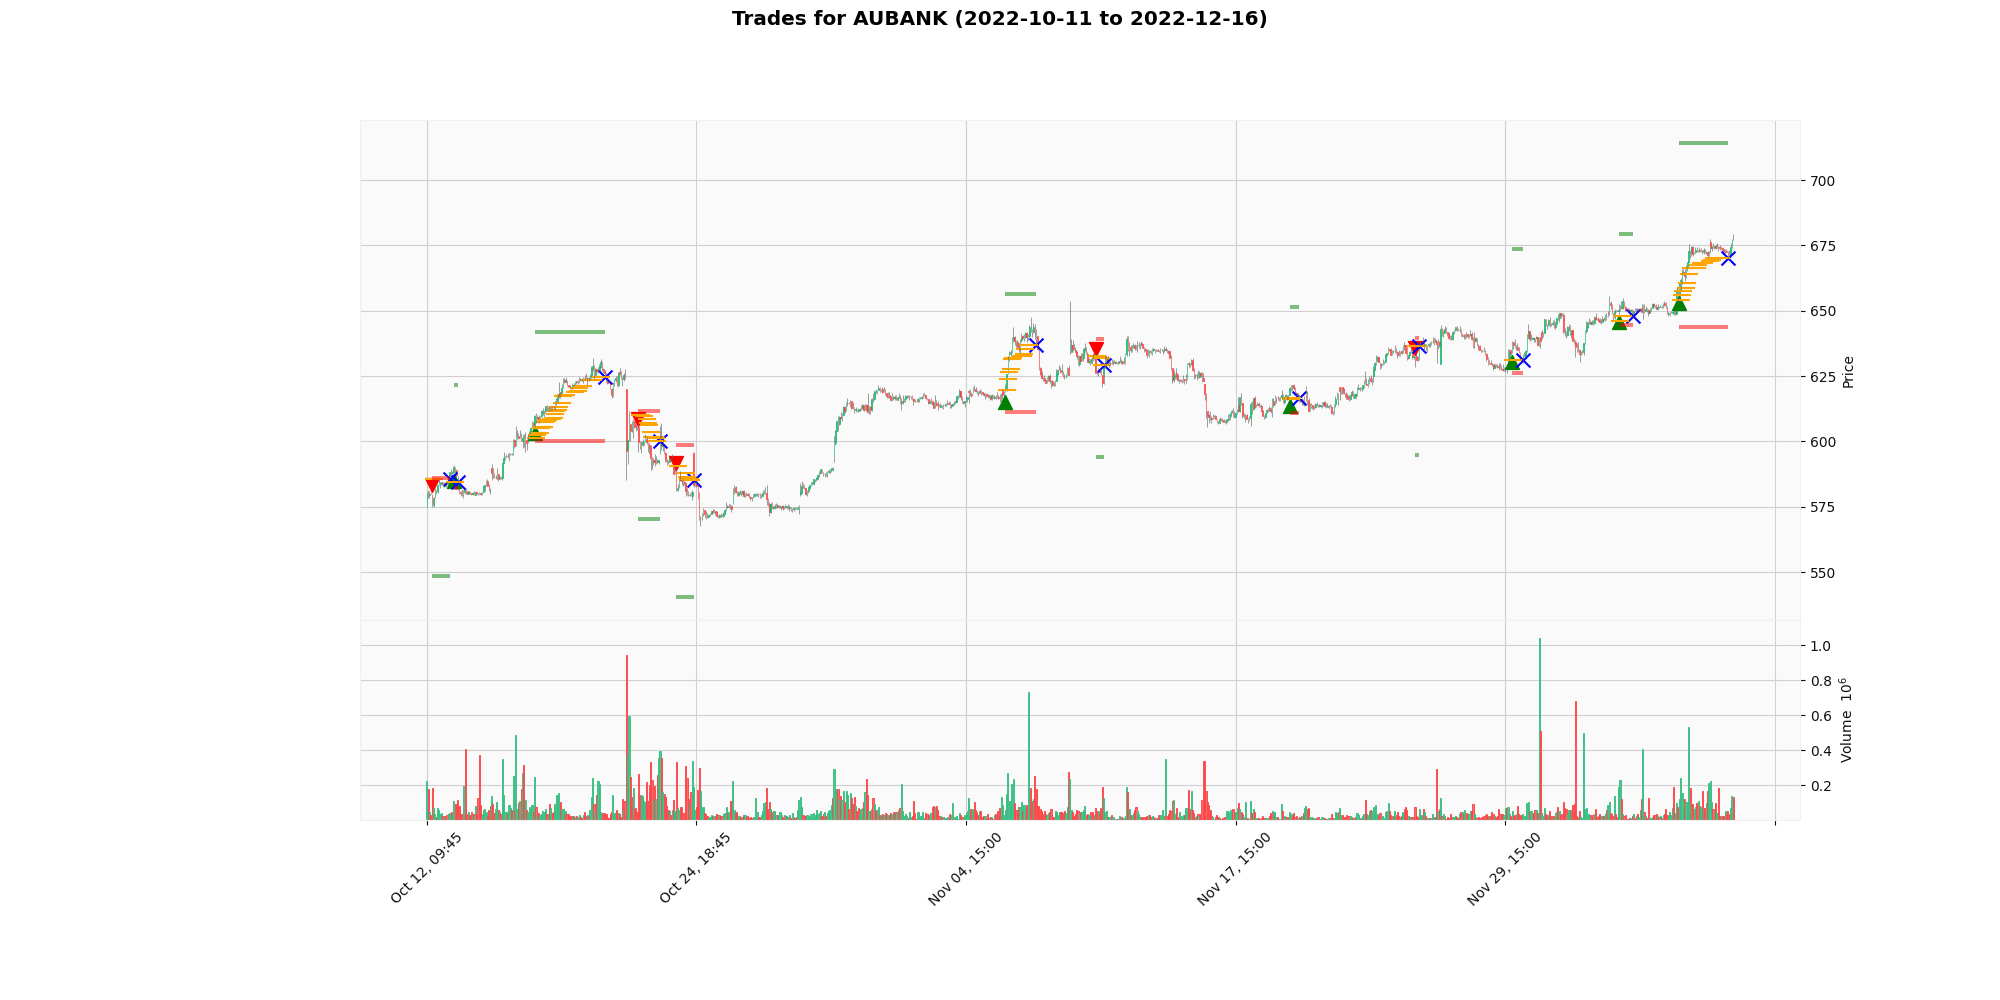 Trades for AUBANK (2022-10-11 to 2022-12-16)
700
675
650
625
600
575
550
Price
1.0
0.8
0.6
0.4
0.2
Volume 10^6
Oct 12, 09:45
Oct 24, 18:45
Nov 04, 15:00
Nov 17, 15:00
Nov 29, 15:00